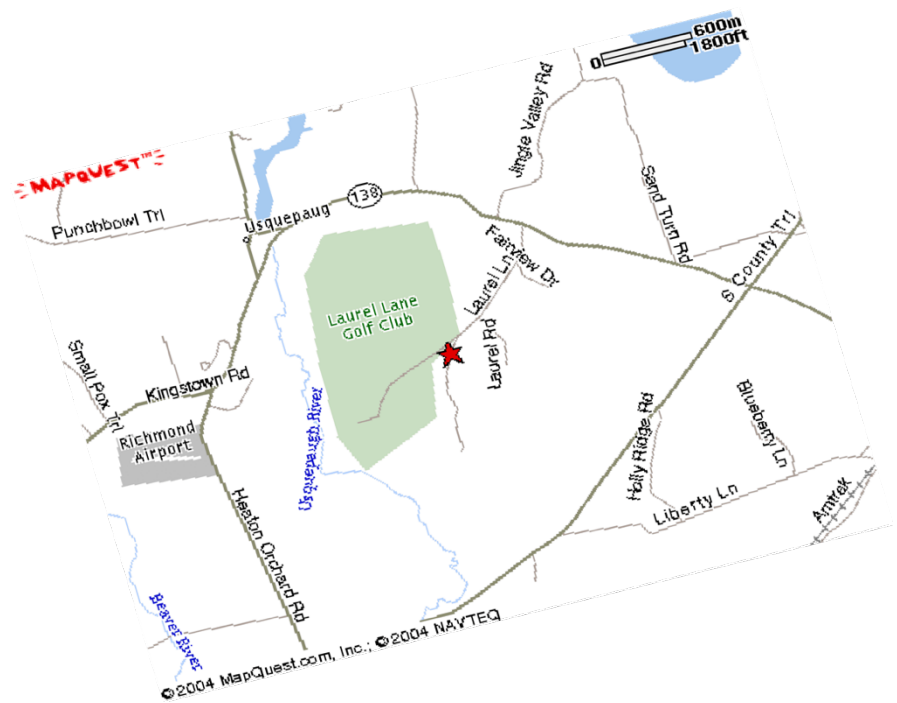 600m
0 1800ft
MAPQUEST™
Jingle Valley Rd
138
Punchbowl Trl
Usquepaug
Sand Turn Rd
S County Trl
Fairview Dr
Laurel Ln
Laurel Lane
Golf Club
Laurel Rd
Small Pox Trl
Kingstown Rd
Richmond
Airport
Usquepaugh River
Holly Ridge Rd
Blueberry Ln
Heaton Orchard Rd
Liberty Ln
Amtrak
Beaver River
©2004 MapQuest.com, Inc.; ©2004 NAVTEQ